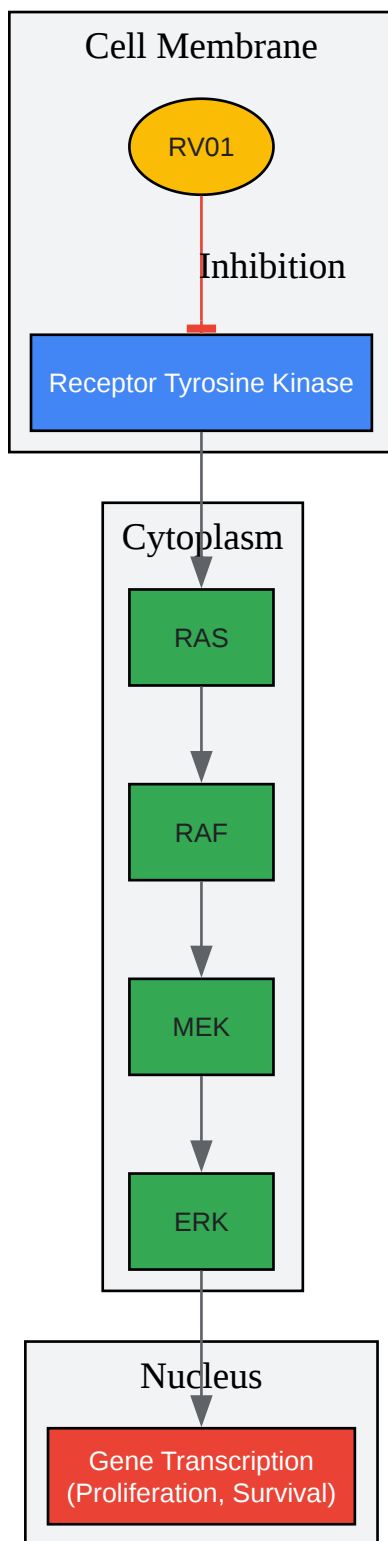 Cell Membrane
RV01
Inhibition
Receptor Tyrosine Kinase
Cytoplasm
RAS
RAF
MEK
ERK
Nucleus
Gene Transcription
(Proliferation, Survival)